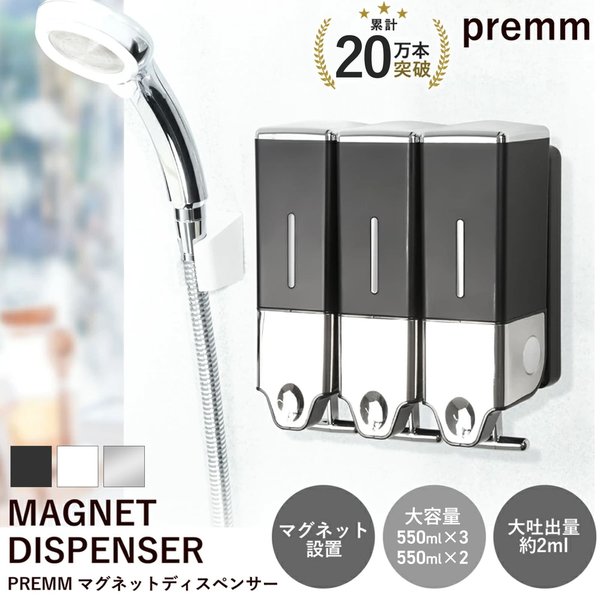 累計
20万本
突破
premm
MAGNET
DISPENSER
PREMM マグネットディスペンサー
マグネット
設置
大容量
550ml×3
550ml×2
大吐出量
約2ml